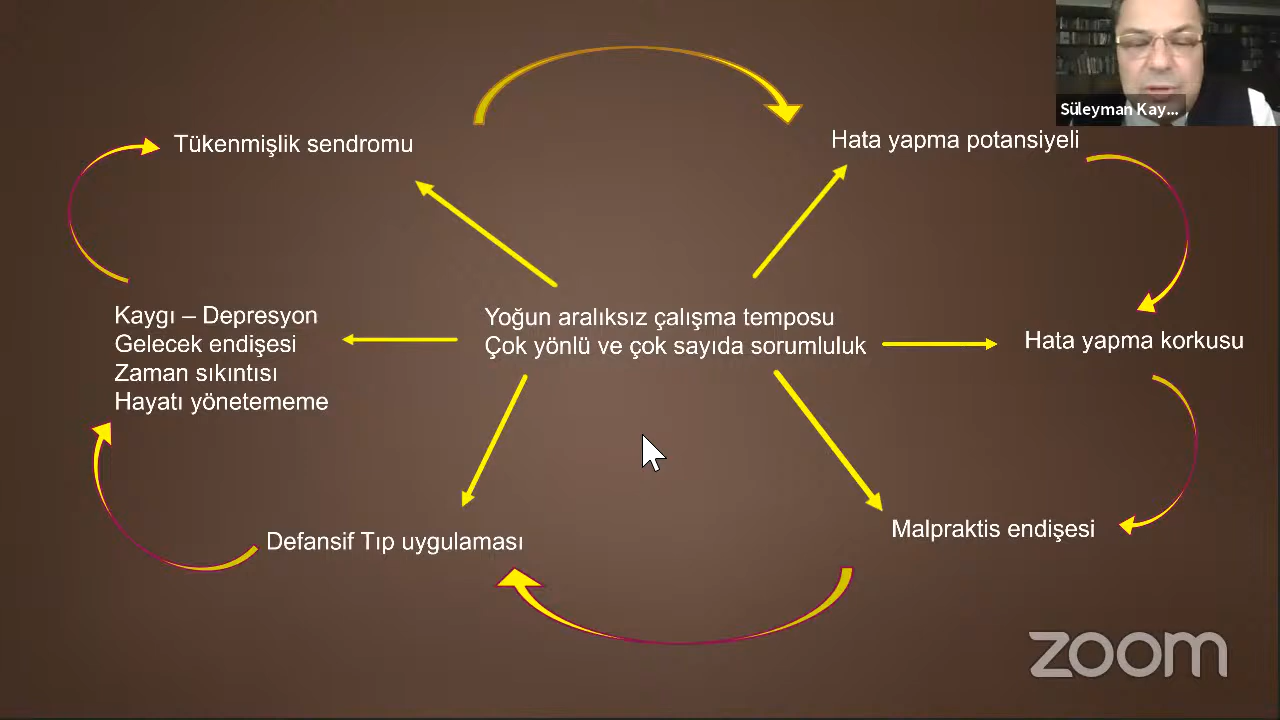 Süleyman Kay...
Tükenmişlik sendromu
Hata yapma potansiyeli
Kaygı – Depresyon
Gelecek endişesi
Zaman sıkıntısı
Hayatı yönetememe
Yoğun aralıksız çalışma temposu
Çok yönlü ve çok sayıda sorumluluk
Hata yapma korkusu
Defansif Tıp uygulaması
Malpraktis endişesi
zoom